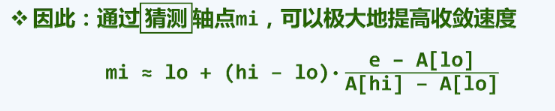 ❖因此：通过猜测轴点mi，可以极大地提高收敛速度
mi ≈ lo + (hi - lo)·
e - A[lo]
A[hi] - A[lo]